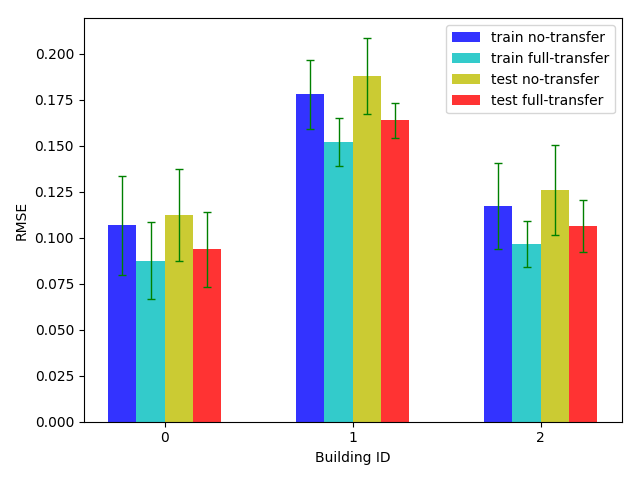 train no-transfer
train full-transfer
test no-transfer
test full-transfer
RMSE
0.200
0.175
0.150
0.125
0.100
0.075
0.050
0.025
0.000
0 1 2
Building ID